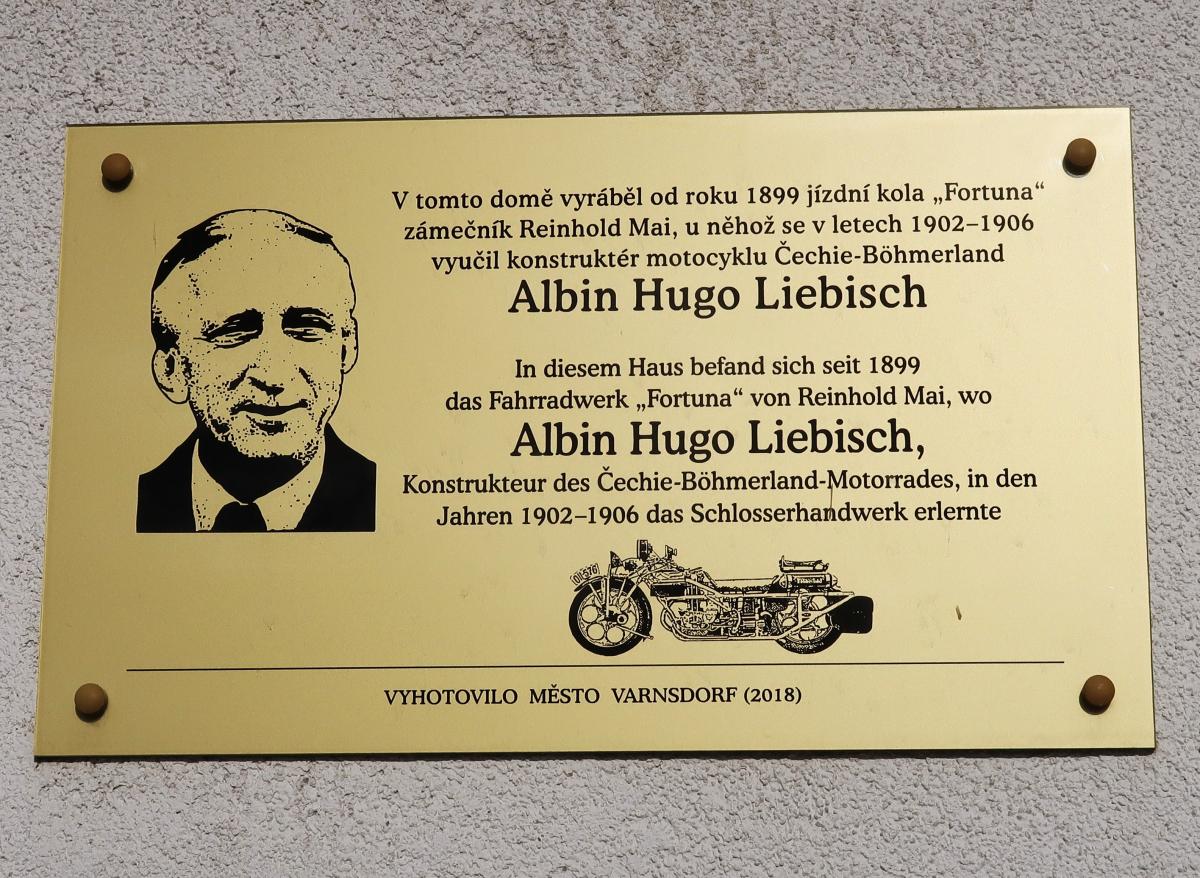 V tomto domě vyráběl od roku 1899 jízdní kola „Fortuna“
zámečník Reinhold Mai, u něhož se v letech 1902–1906
vyučil konstruktér motocyklu Čechie-Böhmerland
Albin Hugo Liebisch
In diesem Haus befand sich seit 1899
das Fahrradwerk „Fortuna“ von Reinhold Mai, wo
Albin Hugo Liebisch,
Konstrukteur des Čechie-Böhmerland-Motorrades, in den
Jahren 1902–1906 das Schlosserhandwerk erlernte
VYHOTOVILO MĚSTO VARNSDORF (2018)